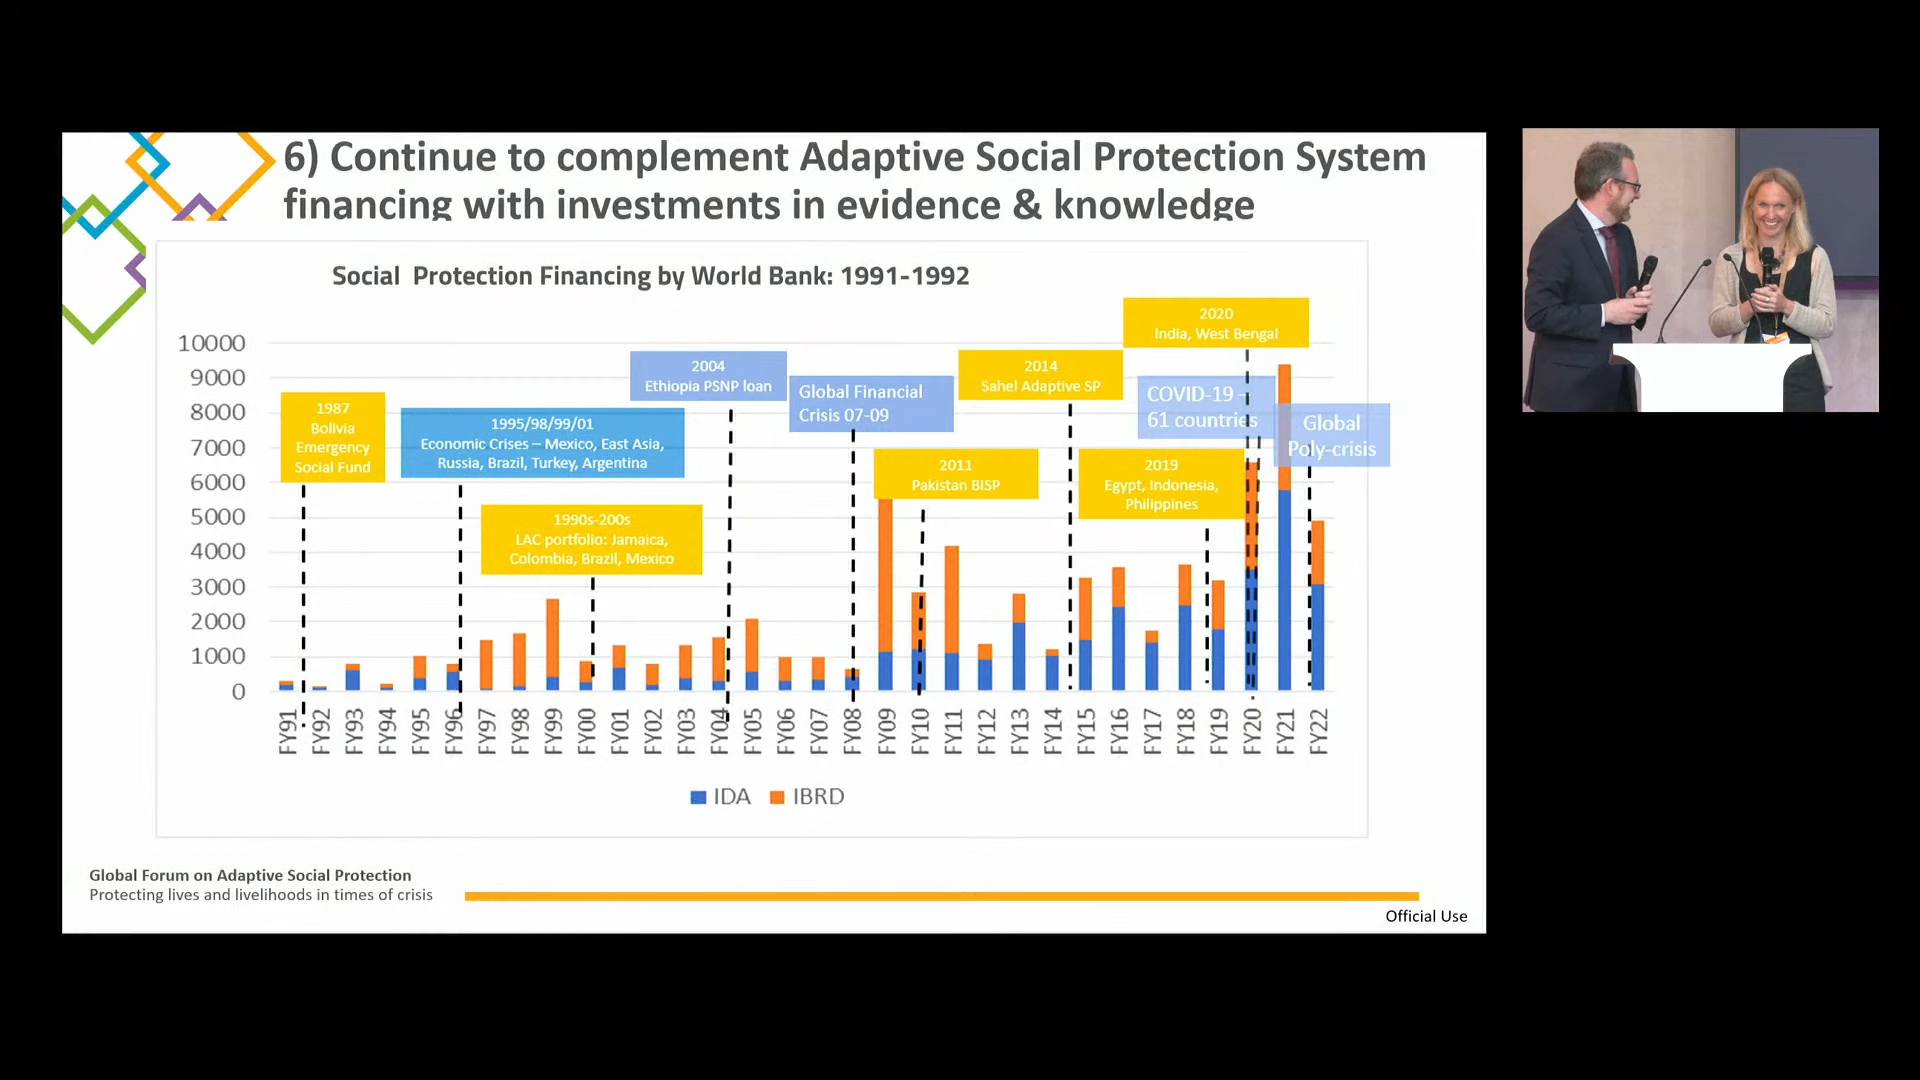 6) Continue to complement Adaptive Social Protection System
financing with investments in evidence & knowledge
Social Protection Financing by World Bank: 1991-1992
10000
9000
8000
7000
6000
5000
4000
3000
2000
1000
0
1987
Bolivia
Emergency
Social Fund
1995/98/99/01
Economic Crises – Mexico, East Asia,
Russia, Brazil, Turkey, Argentina
1990s-200s
LAC portfolio: Jamaica,
Colombia, Brazil, Mexico
2004
Ethiopia PSNP loan
Global Financial
Crisis 07-09
2011
Pakistan BISP
2014
Sahel Adaptive SP
2019
Egypt, Indonesia,
Philippines
2020
India, West Bengal
COVID-19 –
61 countries
Global
Poly-crisis
FY91
FY92
FY93
FY94
FY95
FY96
FY97
FY98
FY99
FY00
FY01
FY02
FY03
FY04
FY05
FY06
FY07
FY08
FY09
FY10
FY11
FY12
FY13
FY14
FY15
FY16
FY17
FY18
FY19
FY20
FY21
FY22
IDA IBRD
Global Forum on Adaptive Social Protection
Protecting lives and livelihoods in times of crisis
Official Use